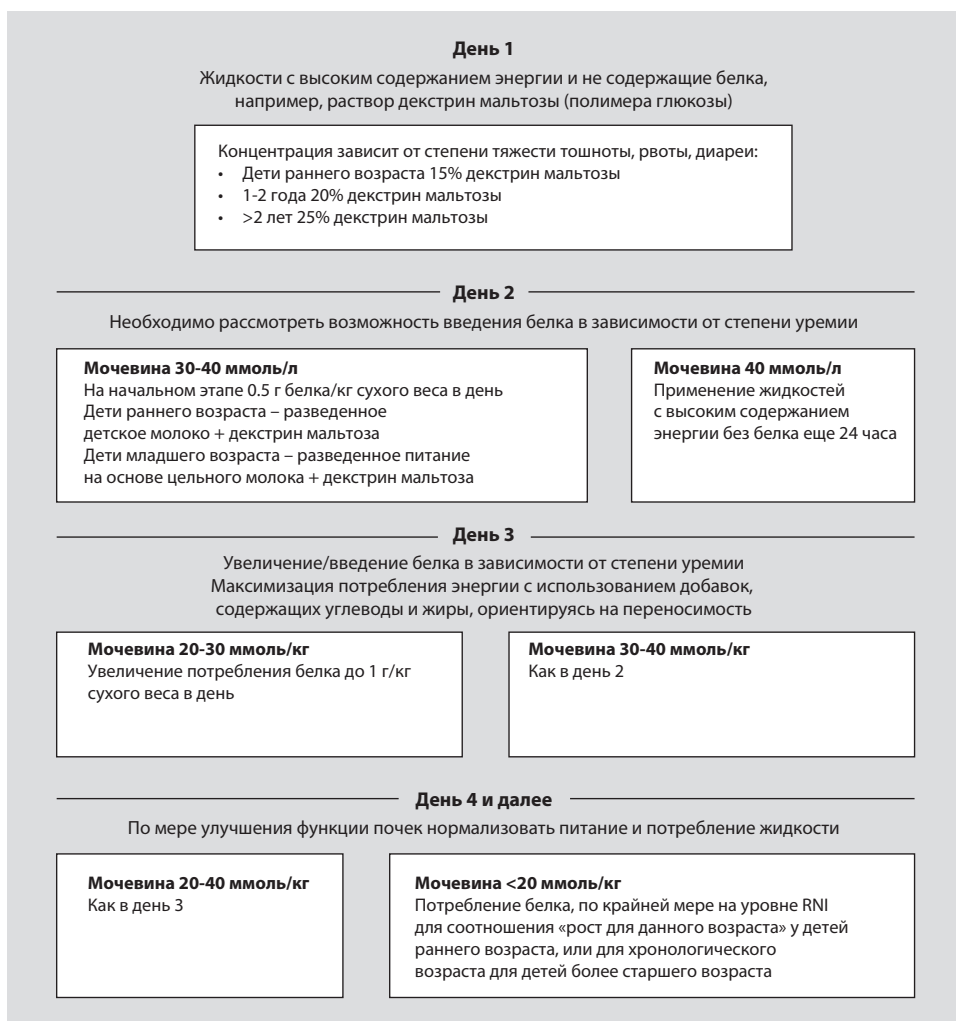 День 1
Жидкости с высоким содержанием энергии и не содержащие белка,
например, раствор декстрин мальтозы (полимера глюкозы)
Концентрация зависит от степени тяжести тошноты, рвоты, диареи:
• Дети раннего возраста 15% декстрин мальтозы
• 1-2 года 20% декстрин мальтозы
• >2 лет 25% декстрин мальтозы
День 2
Необходимо рассмотреть возможность введения белка в зависимости от степени уремии
Мочевина 30-40 ммоль/л
На начальном этапе 0.5 г белка/кг сухого веса в день
Дети раннего возраста – разведенное
детское молоко + декстрин мальтоза
Дети младшего возраста – разведенное питание
на основе цельного молока + декстрин мальтоза
Мочевина 40 ммоль/л
Применение жидкостей
с высоким содержанием
энергии без белка еще 24 часа
День 3
Увеличение/введение белка в зависимости от степени уремии
Максимизация потребления энергии с использованием добавок,
содержащих углеводы и жиры, ориентируясь на переносимость
Мочевина 20-30 ммоль/кг
Увеличение потребления белка до 1 г/кг
сухого веса в день
Мочевина 30-40 ммоль/кг
Как в день 2
День 4 и далее
По мере улучшения функции почек нормализовать питание и потребление жидкости
Мочевина 20-40 ммоль/кг
Как в день 3
Мочевина <20 ммоль/кг
Потребление белка, по крайней мере на уровне RNI
для соотношения «рост для данного возраста» у детей
раннего возраста, или для хронологического
возраста для детей более старшего возраста